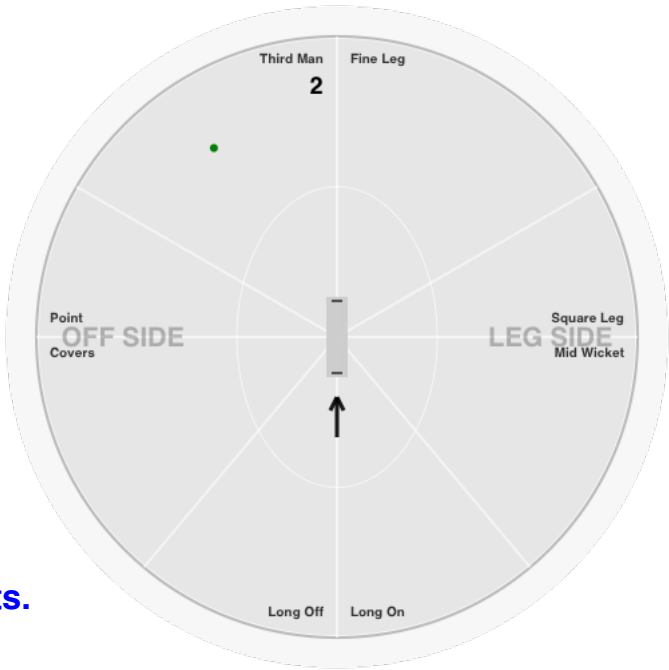 Third Man
Fine Leg
2
Point
Square Leg
OFF SIDE
LEG SIDE
Covers
Mid Wicket
Long Off
Long On